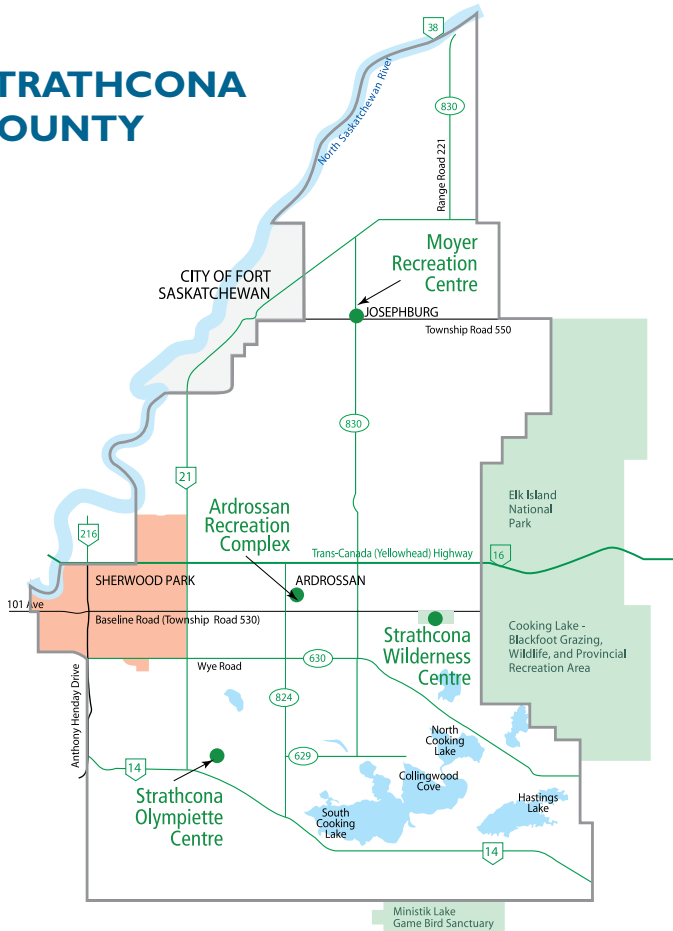 TRATHCONA
OUNTY
38
North Saskatchewan River
830
Range Road 221
Moyer
Recreation
Centre
CITY OF FORT
SASKATCHEWAN
JOSEPHBURG
Township Road 550
830
21
Ardrossan
Recreation
Complex
Elk Island
National
Park
216
Trans-Canada (Yellowhead) Highway
16
SHERWOOD PARK
ARDROSSAN
101 Ave
Baseline Road (Township Road 530)
Strathcona
Wilderness
Centre
Cooking Lake -
Blackfoot Grazing,
Wildlife, and Provincial
Recreation Area
Wye Road
630
Anthony Henday Drive
824
North
Cooking
Lake
629
14
Collingwood
Cove
Strathcona
Olympiette
Centre
South
Cooking
Lake
Hastings
Lake
14
Ministik Lake
Game Bird Sanctuary